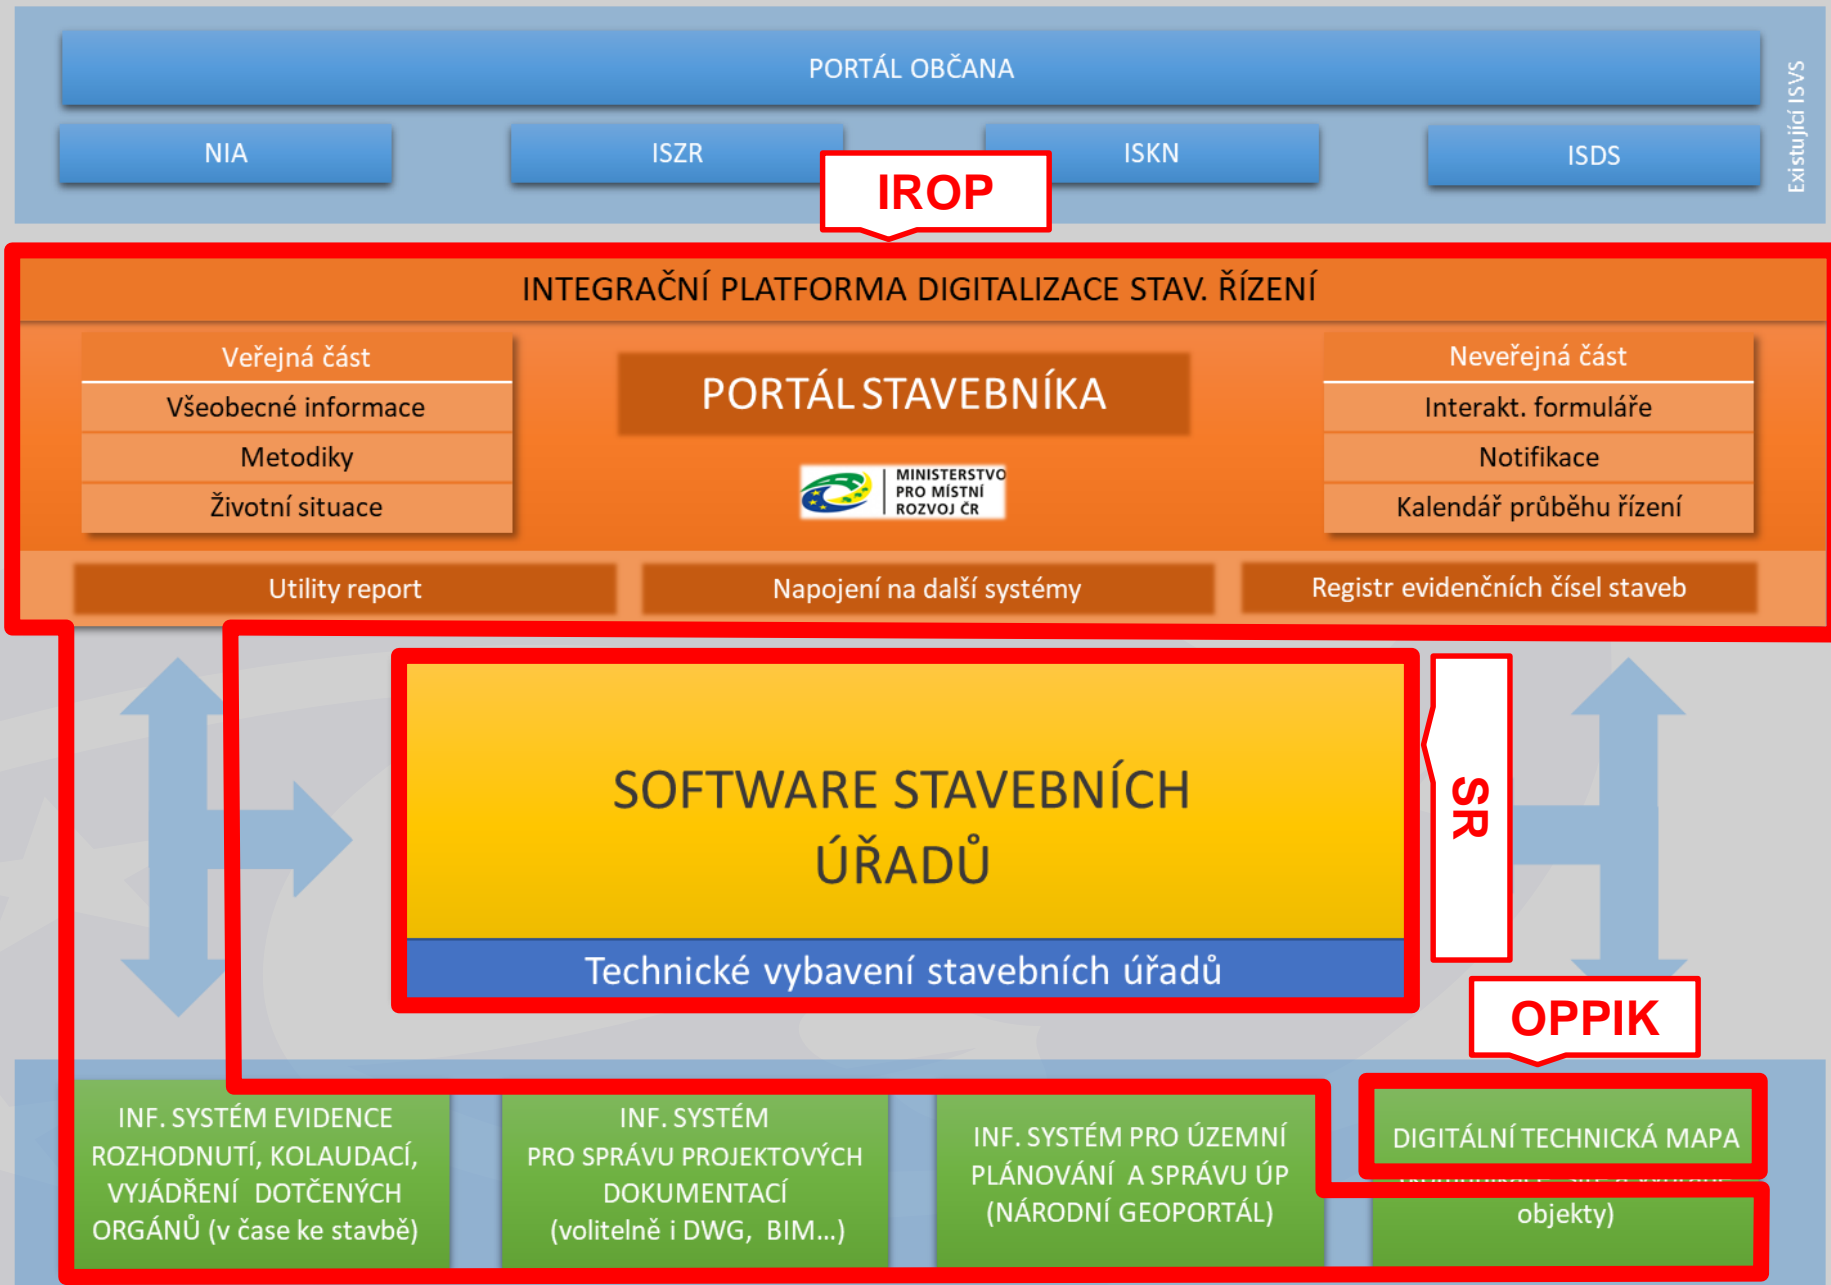 PORTÁL OBČANA
Existující ISVS
NIA
ISZR
ISKN
ISDS
IROP
INTEGRAČNÍ PLATFORMA DIGITALIZACE STAV. ŘÍZENÍ
Veřejná část
Všeobecné informace
Metodiky
Životní situace
PORTÁL STAVEBNÍKA
MINISTERSTVO
PRO MÍSTNÍ
ROZVOJ ČR
Neveřejná část
Interakt. formuláře
Notifikace
Kalendář průběhu řízení
Utility report
Napojení na další systémy
Registr evidenčních čísel staveb
SOFTWARE STAVEBNÍCH
ÚŘADŮ
Technické vybavení stavebních úřadů
SR
OPPIK
INF. SYSTÉM EVIDENCE
ROZHODNUTÍ, KOLAUDACÍ,
VYJÁDŘENÍ DOTČENÝCH
ORGÁNŮ (v čase ke stavbě)
INF. SYSTÉM
PRO SPRÁVU PROJEKTOVÝCH
DOKUMENTACÍ
(volitelně i DWG, BIM...)
INF. SYSTÉM PRO ÚZEMNÍ
PLÁNOVÁNÍ A SPRÁVU ÚP
(NÁRODNÍ GEOPORTÁL)
DIGITÁLNÍ TECHNICKÁ MAPA
objekty)